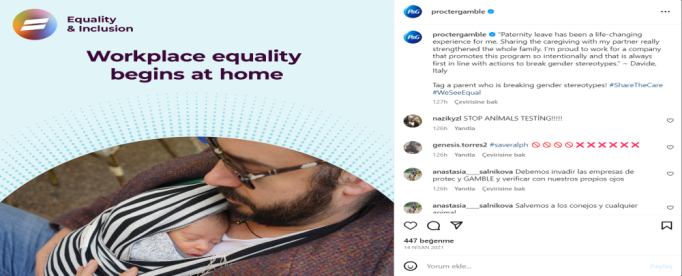 Equality
& Inclusion
Workplace equality
begins at home
P&G
proctergamble
P&G
proctergamble "Paternity leave has been a life-changing
experience for me. Sharing the caregiving with my partner really
strengthened the whole family. I'm proud to work for a company
that promotes this program so intentionally and that is always
first in line with actions to break gender stereotypes." ~ Davide,
Italy
Tag a parent who is breaking gender stereotypes! #ShareTheCare
#WeSeeEqual
127h Çevirisine bak
nazikyzl STOP ANİMALS TESTİNG!!!!!
126h Yanıtla
genesis.torres2 #saveralph 🚫🚫🚫🚫❌❌❌❌❌❌
126h Yanıtla Çevirisine bak
anastasia___salnikova Debemos invadir las empresas de
protec y GAMBLE y verificar con nuestros propios ojos
126h Yanıtla Çevirisine bak
anastasia___salnikova Salvemos a los conejos y cualquier
animal
447 beğenme
14 NİSAN 2021
Yorum ekle...
Paylaş